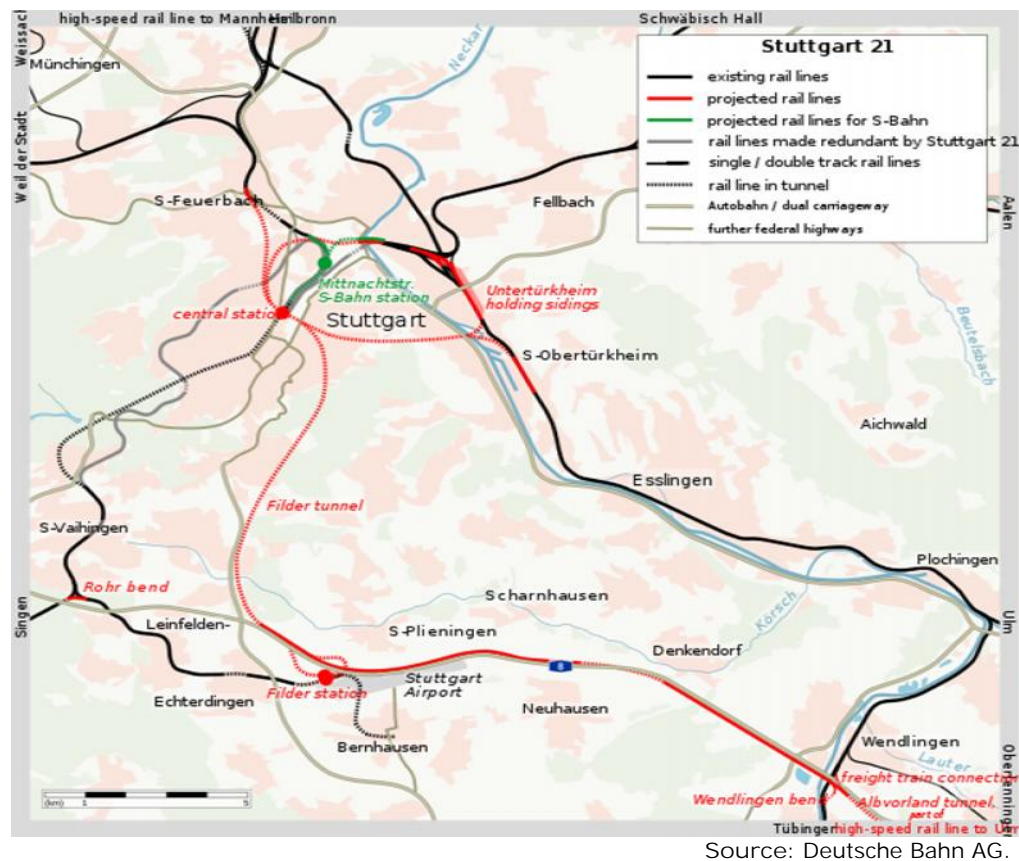 high-speed rail line to Mannheim
Heilbronn
Schwäbisch Hall
Weissach
Münchingen
Neckar
Stuttgart 21
existing rail lines
projected rail lines
projected rail lines for S-Bahn
rail lines made redundant by Stuttgart 21
single / double track rail lines
rail line in tunnel
Autobahn / dual carriageway
further federal highways
Weil der Stadt
S-Feuerbach
Fellbach
Aalen
Mittnachtstr.
S-Bahn station
Untertürkheim
holding sidings
central station
Stuttgart
S-Obertürkheim
Beutelsbach
Aichwald
Esslingen
Filder tunnel
S-Vaihingen
Plochingen
Rohr bend
Scharnhausen
Körsch
Singen
Leinfelden-
S-Plieningen
Ulm
Denkendorf
8
Stuttgart
Airport
Filder station
Echterdingen
Neuhausen
Bernhausen
Wendlingen
Lauter
Oberlenningen
freight train connection
Wendlingen bend
Albvorland tunnel,
part of
(km) 1 5
Tübingen
high-speed rail line to Ulm
Source: Deutsche Bahn AG.